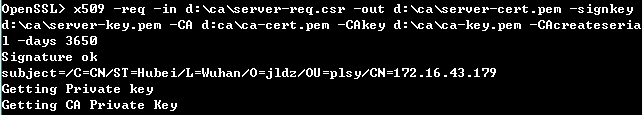 OpenSSL> x509 -req -in d:\ca\server-req.csr -out d:\ca\server-cert.pem -signkey
d:\ca\server-key.pem -CA d:ca\ca-cert.pem -CAkey d:\ca\ca-key.pem -CAcreateseria
l -days 3650
Signature ok
subject=/C=CN/ST=Hubei/L=Wuhan/O=jldz/OU=plsy/CN=172.16.43.179
Getting Private key
Getting CA Private Key